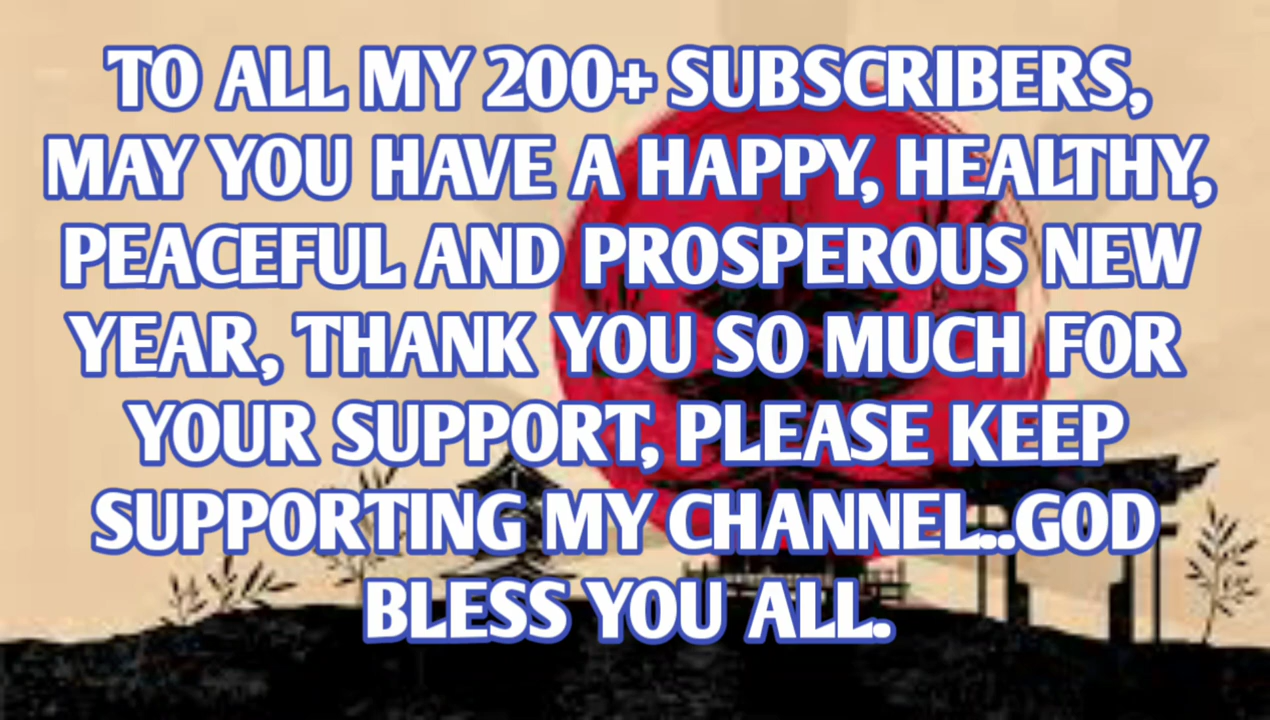 TO ALL MY 200+ SUBSCRIBERS,
MAY YOU HAVE A HAPPY, HEALTHY,
PEACEFUL AND PROSPEROUS NEW
YEAR, THANK YOU SO MUCH FOR
YOUR SUPPORT, PLEASE KEEP
SUPPORTING MY CHANNEL..GOD
BLESS YOU ALL.